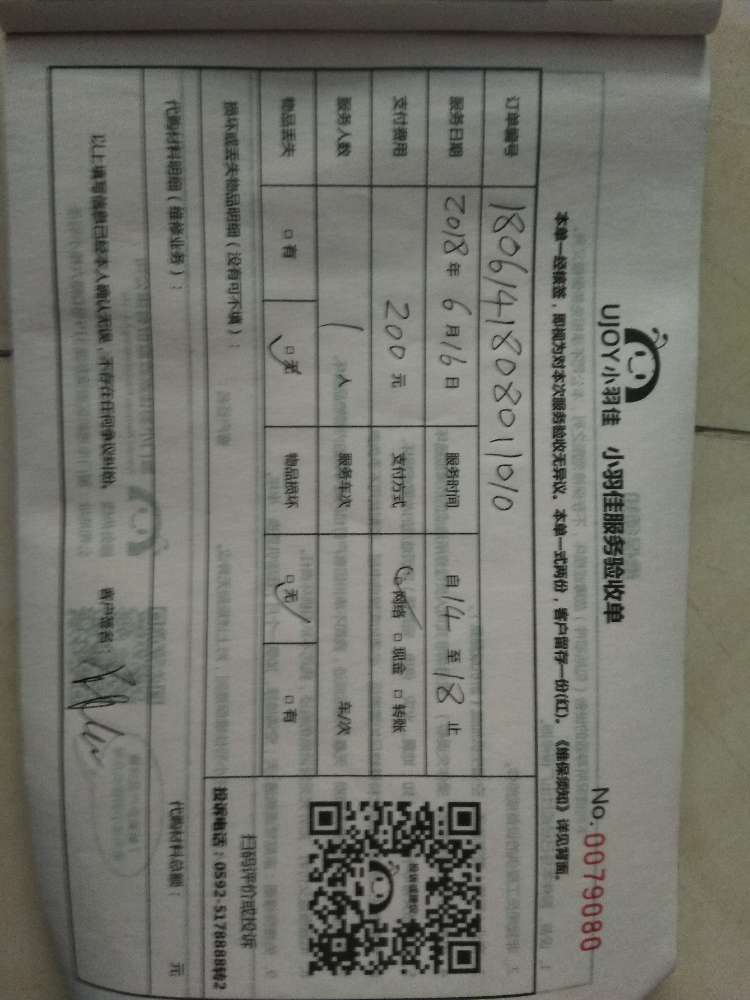 UJOY小羽佳 小羽佳服务验收单 No. 0079080
本单一经接签，即视为对本次服务验收无异议。本单一式两份，客户留存一份(红)。《维保须知》详见背面。
订单编号 180614180801010
服务日期 2018年6月16日 服务时间 自14至18止
支付费用 200元 支付方式 □网络 □现金 □转账
服务人数 1人 服务车次 车/次
物品丢失 □有 □无 物品损坏 □无 □有
扫码评价或投诉
投诉电话：0592-5178888转2
损坏或丢失物品明细（没有可不填）：
代购材料明细（维修业务）： 代购材料总额： 元
以上填写信息已经本人确认无误，不存在任何争议纠纷。 客户签名：